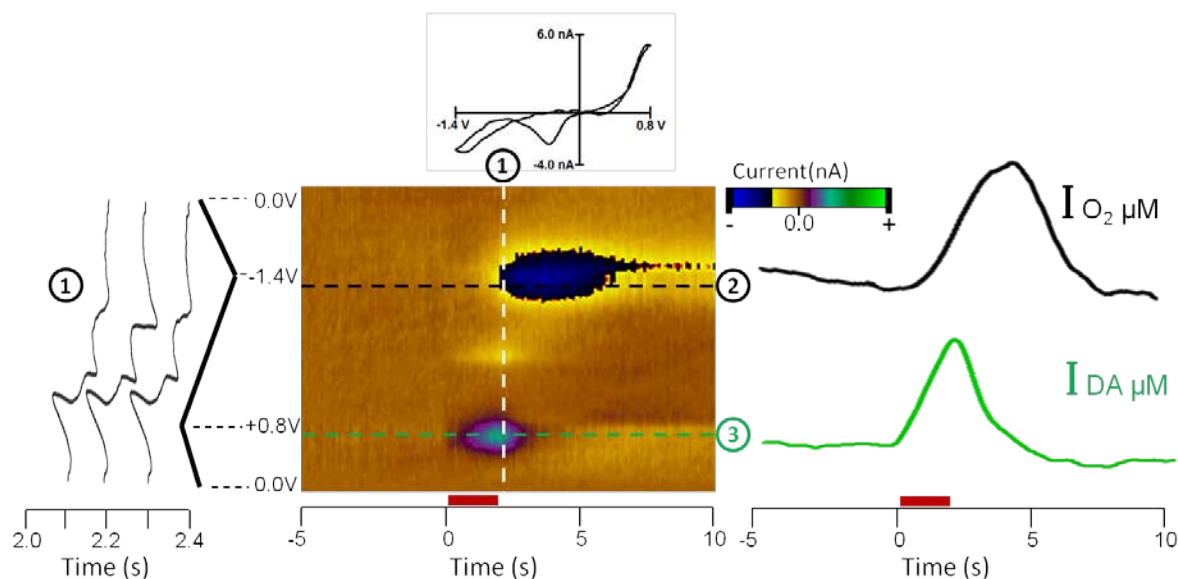 6.0 nA
-1.4 V
0.8 V
-4.0 nA
1
Current(nA)
- 0.0 +
0.0V
1
-1.4V
+0.8V
0.0V
2
3
I O₂ µM
I DA µM
2.0 2.2 2.4
Time (s)
-5 0 5 10
Time (s)
-5 0 5 10
Time (s)